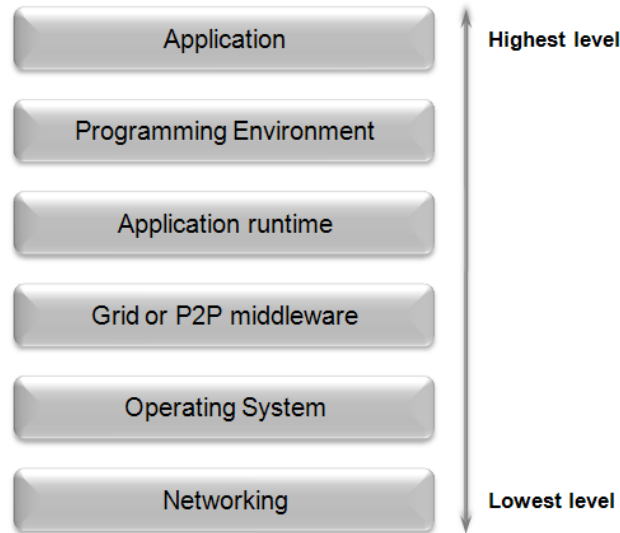 Application
Highest level
Programming Environment
Application runtime
Grid or P2P middleware
Operating System
Networking
Lowest level